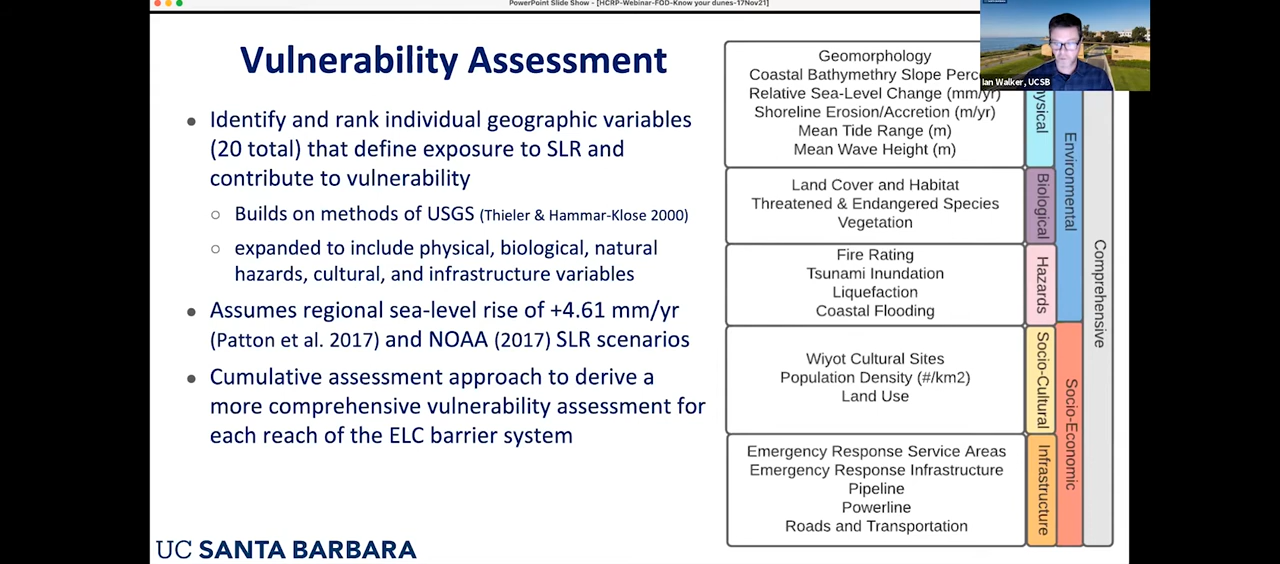 PowerPoint Slide Show - [HCRP-Webinar-FOD-Know your dunes-17Nov21]
Vulnerability Assessment
• Identify and rank individual geographic variables
(20 total) that define exposure to SLR and
contribute to vulnerability
○ Builds on methods of USGS (Thieler & Hammar-Klose 2000)
○ expanded to include physical, biological, natural
hazards, cultural, and infrastructure variables
• Assumes regional sea-level rise of +4.61 mm/yr
(Patton et al. 2017) and NOAA (2017) SLR scenarios
• Cumulative assessment approach to derive a
more comprehensive vulnerability assessment for
each reach of the ELC barrier system
UC SANTA BARBARA
Geomorphology
Coastal Bathymethry Slope
Relative Sea-Level Change (mm/yr)
Shoreline Erosion/Accretion (m/yr)
Mean Tide Range (m)
Mean Wave Height (m)
Land Cover and Habitat
Threatened & Endangered Species
Vegetation
Biological
Fire Rating
Tsunami Inundation
Liquefaction
Coastal Flooding
Hazards
Environmental
Wiyot Cultural Sites
Population Density (#/km2)
Land Use
Socio-Cultural
Emergency Response Service Areas
Emergency Response Infrastructure
Pipeline
Powerline
Roads and Transportation
Infrastructure
Socio-Economic
Comprehensive
Ian Walker, UCSB